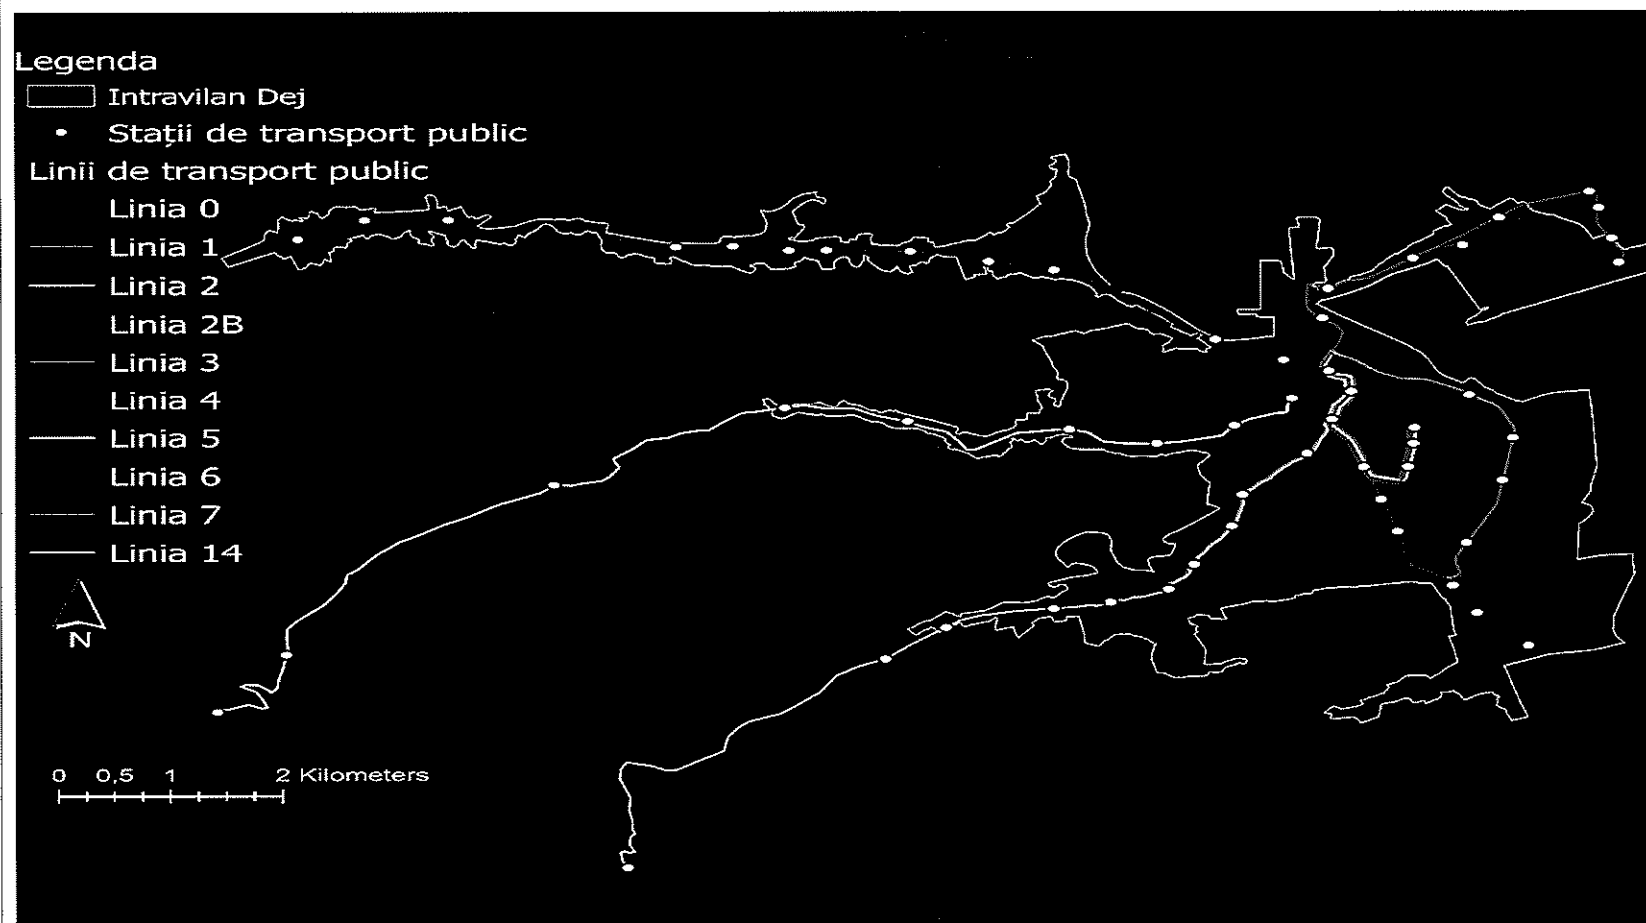 Legenda
Intravilan Dej
Stații de transport public
Linii de transport public
Linia 0
Linia 1
Linia 2
Linia 2B
Linia 3
Linia 4
Linia 5
Linia 6
Linia 7
Linia 14
N
0 0,5 1 2 Kilometers